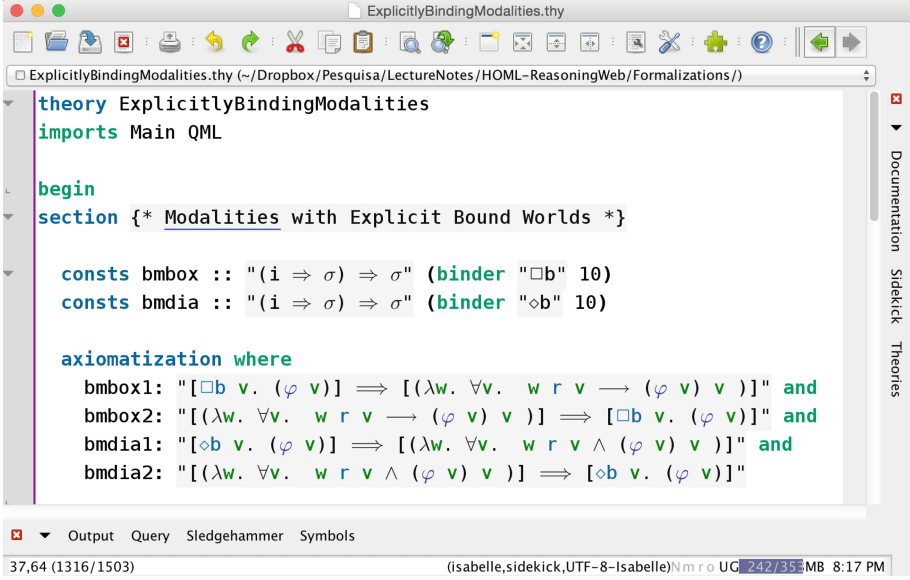 ExplicitlyBindingModalities.thy
ExplicitlyBindingModalities.thy (~/Dropbox/Pesquisa/LectureNotes/HOML-ReasoningWeb/Formalizations/)
theory ExplicitlyBindingModalities
imports Main QML
begin
section {* Modalities with Explicit Bound Worlds *}
consts bmbox :: "(i ⇒ σ) ⇒ σ" (binder "□b" 10)
consts bmdia :: "(i ⇒ σ) ⇒ σ" (binder "⋄b" 10)
axiomatization where
bmbox1: "[□b v. (φ v)] ⟹ [(λw. ∀v.  w r v ⟶ (φ v) v )]" and
bmbox2: "[(λw. ∀v.  w r v ⟶ (φ v) v )] ⟹ [□b v. (φ v)]" and
bmdia1: "[⋄b v. (φ v)] ⟹ [(λw. ∀v.  w r v ∧ (φ v) v )]" and
bmdia2: "[(λw. ∀v.  w r v ∧ (φ v) v )] ⟹ [⋄b v. (φ v)]"
Documentation
Sidekick
Theories
Output Query Sledgehammer Symbols
37,64 (1316/1503) (isabelle,sidekick,UTF-8-Isabelle)N m r o UG 242/353MB 8:17 PM